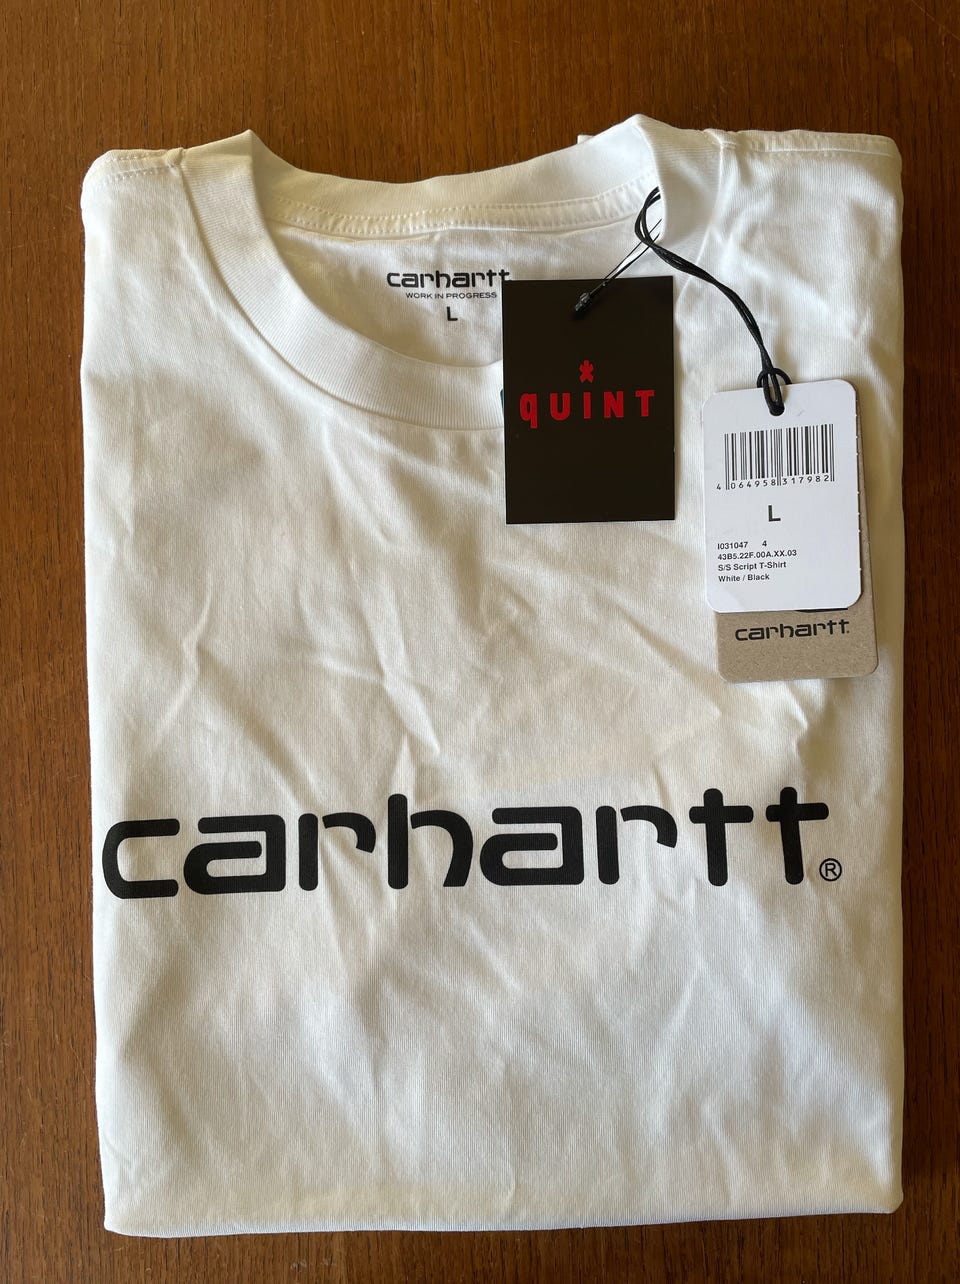 carhartt
WORK IN PROGRESS
L
QUINT
4 064958 317982
L
I031047 4
43B5.22F.00A.XX.03
S/S Script T-Shirt
White / Black
carhartt.
carhartt®